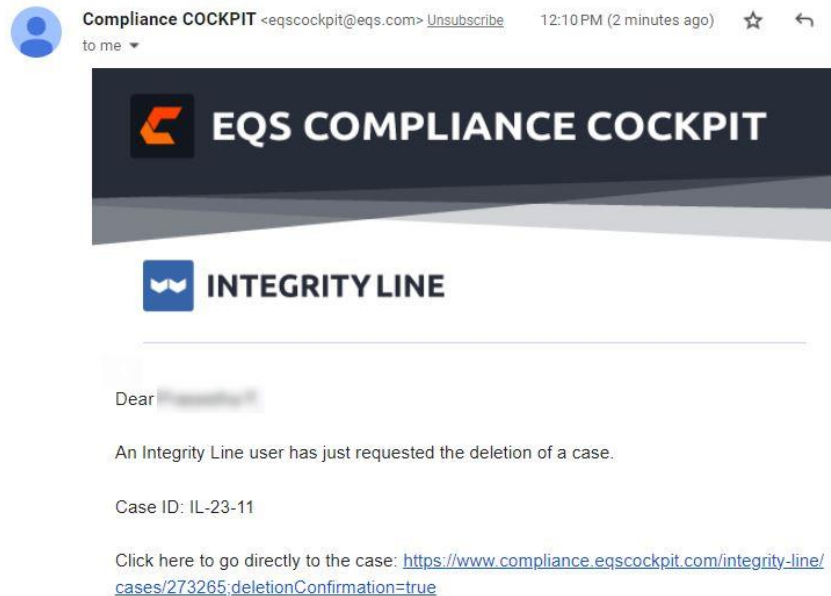 Compliance COCKPIT <eqscockpit@eqs.com> Unsubscribe 12:10 PM (2 minutes ago)
to me
EQS COMPLIANCE COCKPIT
INTEGRITY LINE
Dear
An Integrity Line user has just requested the deletion of a case.
Case ID: IL-23-11
Click here to go directly to the case: https://www.compliance.eqscockpit.com/integrity-line/
cases/273265;deletionConfirmation=true